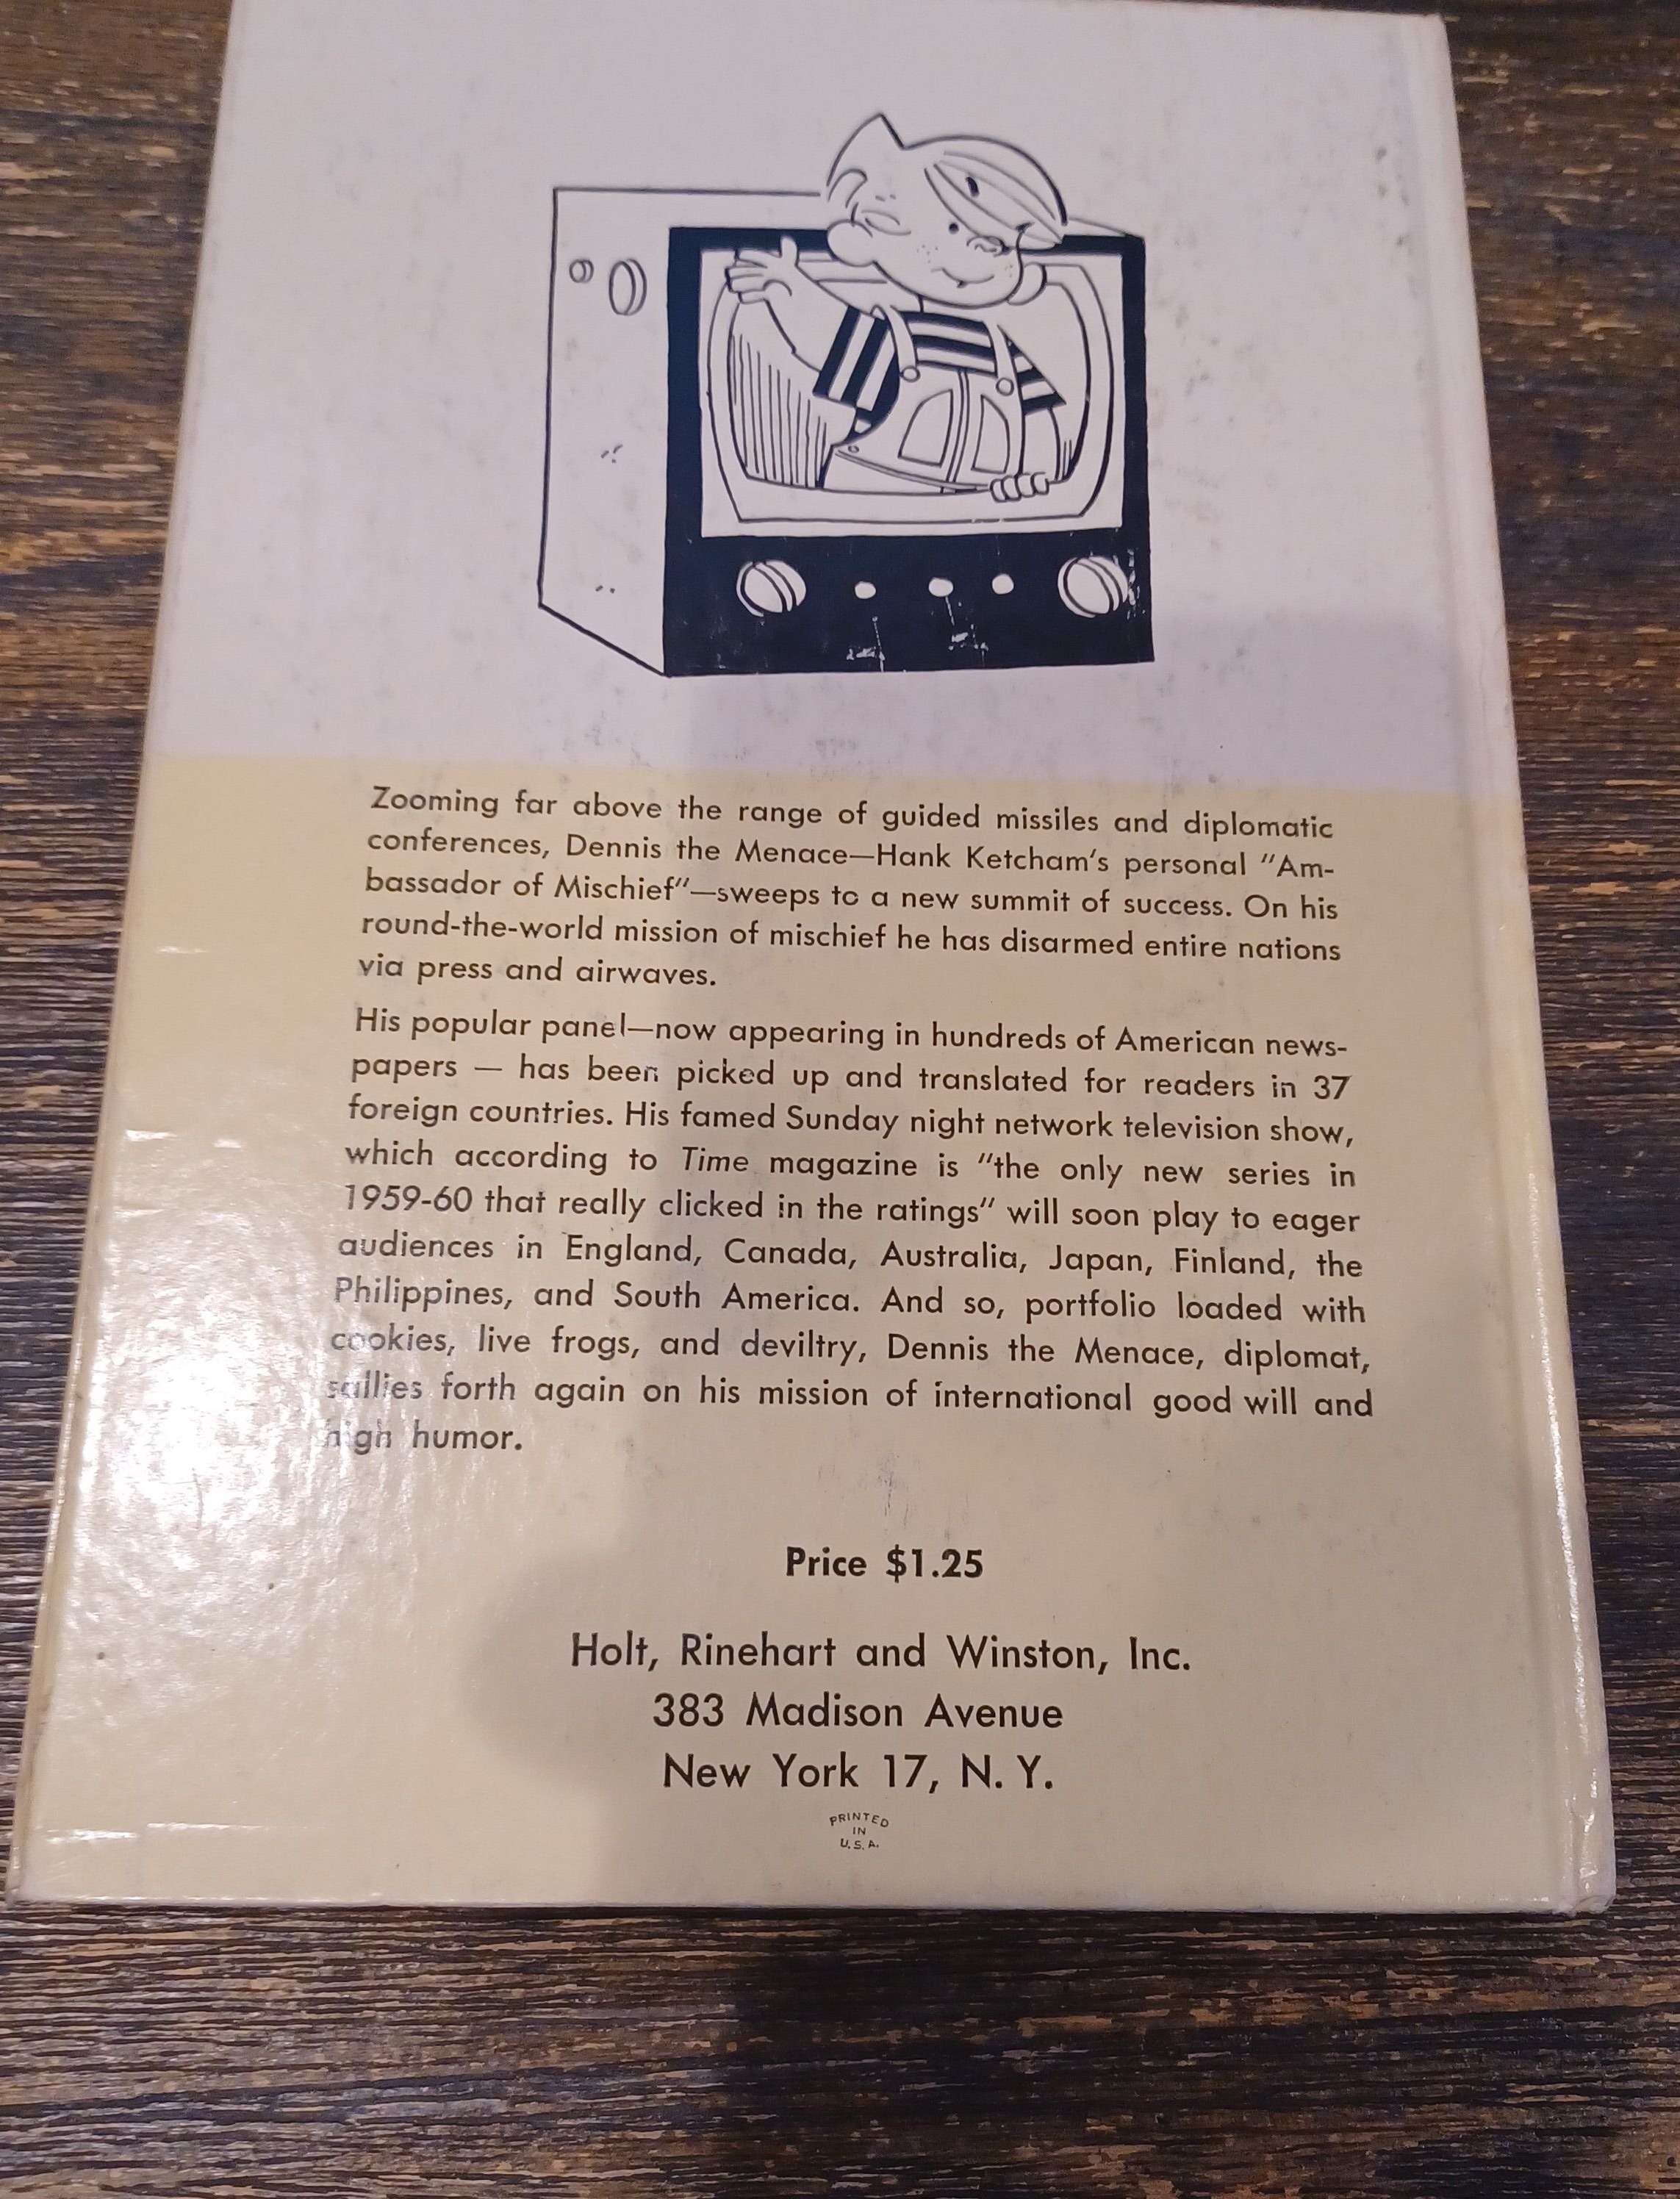 Zooming far above the range of guided missiles and diplomatic
conferences, Dennis the Menace—Hank Ketcham's personal "Am-
bassador of Mischief"—sweeps to a new summit of success. On his
round-the-world mission of mischief he has disarmed entire nations
via press and airwaves.
His popular panel—now appearing in hundreds of American news-
papers — has been picked up and translated for readers in 37
foreign countries. His famed Sunday night network television show,
which according to Time magazine is "the only new series in
1959-60 that really clicked in the ratings" will soon play to eager
audiences in England, Canada, Australia, Japan, Finland, the
Philippines, and South America. And so, portfolio loaded with
cookies, live frogs, and deviltry, Dennis the Menace, diplomat,
sallies forth again on his mission of international good will and
high humor.
Price $1.25
Holt, Rinehart and Winston, Inc.
383 Madison Avenue
New York 17, N. Y.
PRINTED
IN
U.S.A.